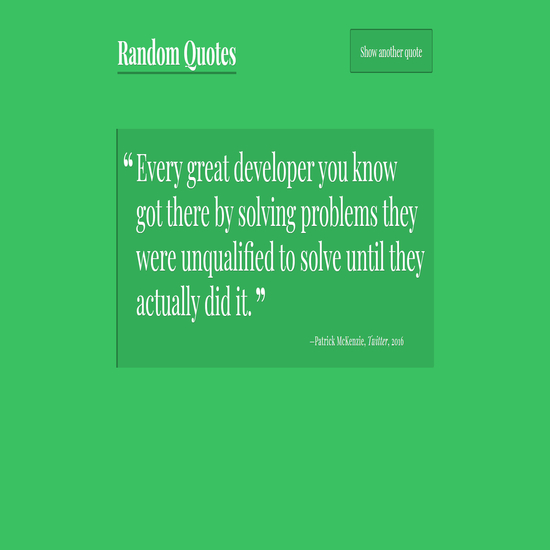 Random Quotes
Show another quote
“Every great developer you know
got there by solving problems they
were unqualified to solve until they
actually did it.”
–Patrick McKenzie, Twitter, 2016